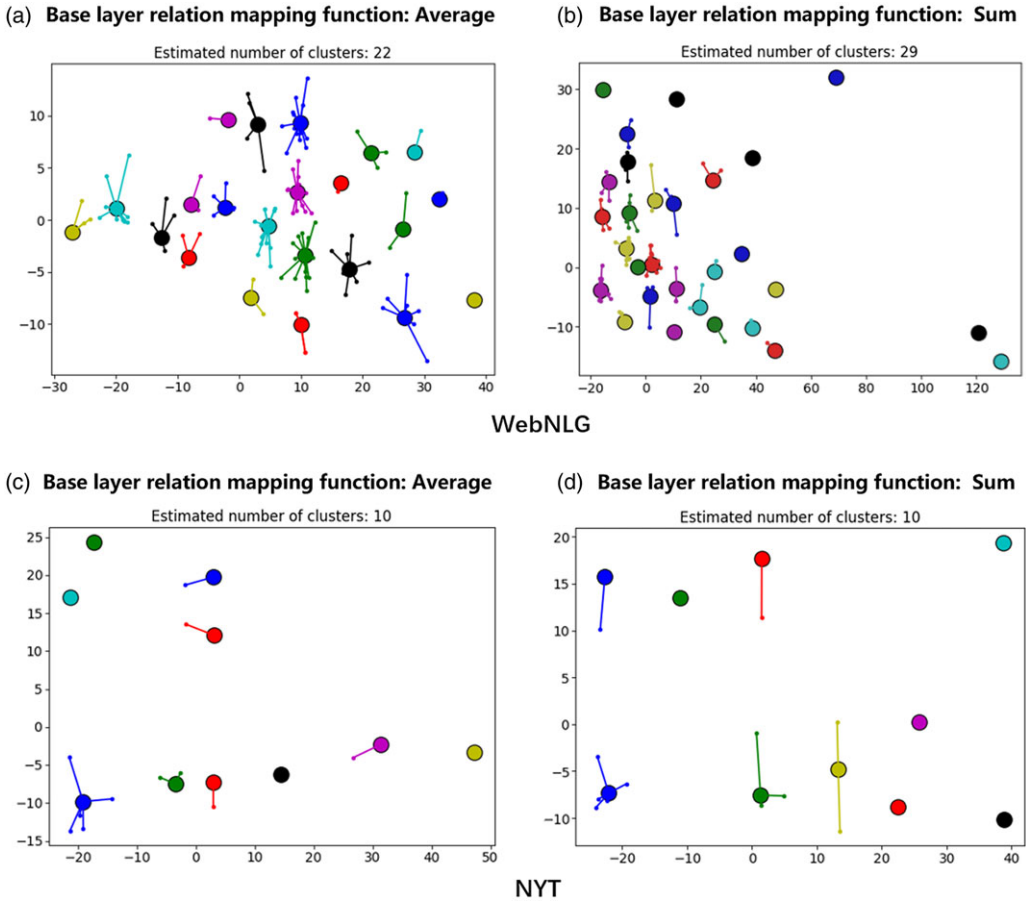 (a) Base layer relation mapping function: Average
Estimated number of clusters: 22
10
5
0
−5
−10
−30 −20 −10 0 10 20 30 40
(b) Base layer relation mapping function: Sum
Estimated number of clusters: 29
30
20
10
0
−10
−20 0 20 40 60 80 100 120
WebNLG
(c) Base layer relation mapping function: Average
Estimated number of clusters: 10
25
20
15
10
5
0
−5
−10
−15
−20 −10 0 10 20 30 40 50
(d) Base layer relation mapping function: Sum
Estimated number of clusters: 10
20
15
10
5
0
−5
−10
−20 −10 0 10 20 30 40
NYT